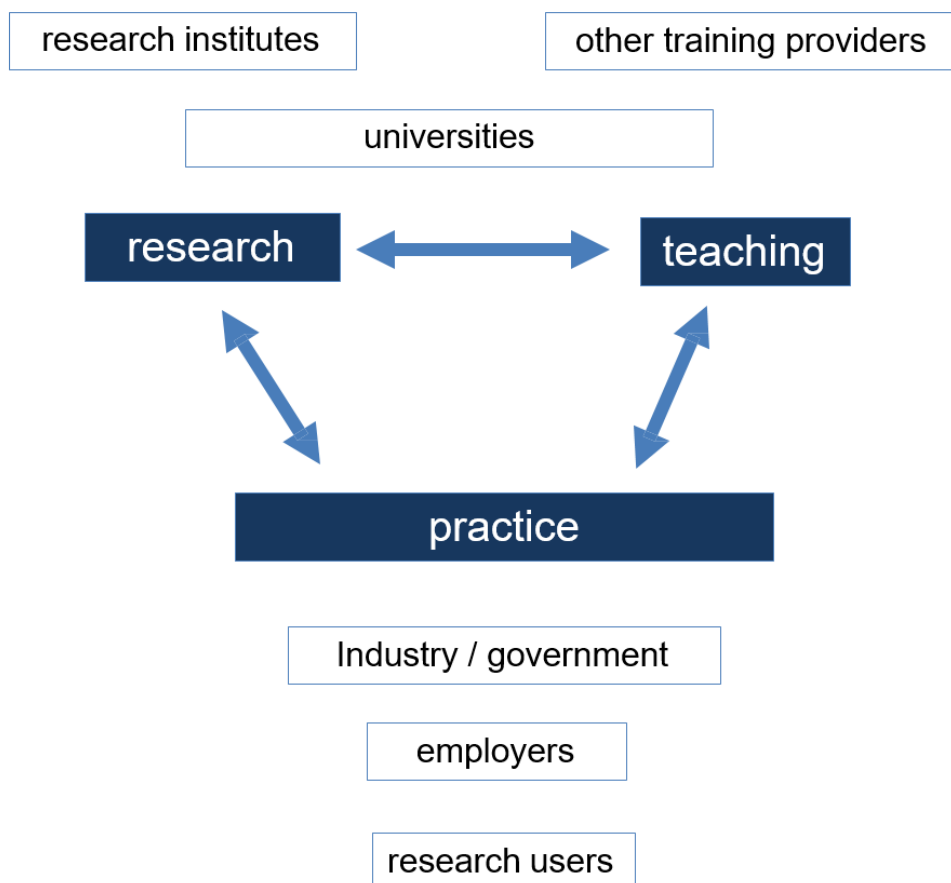 research institutes
other training providers
universities
research
teaching
practice
Industry / government
employers
research users